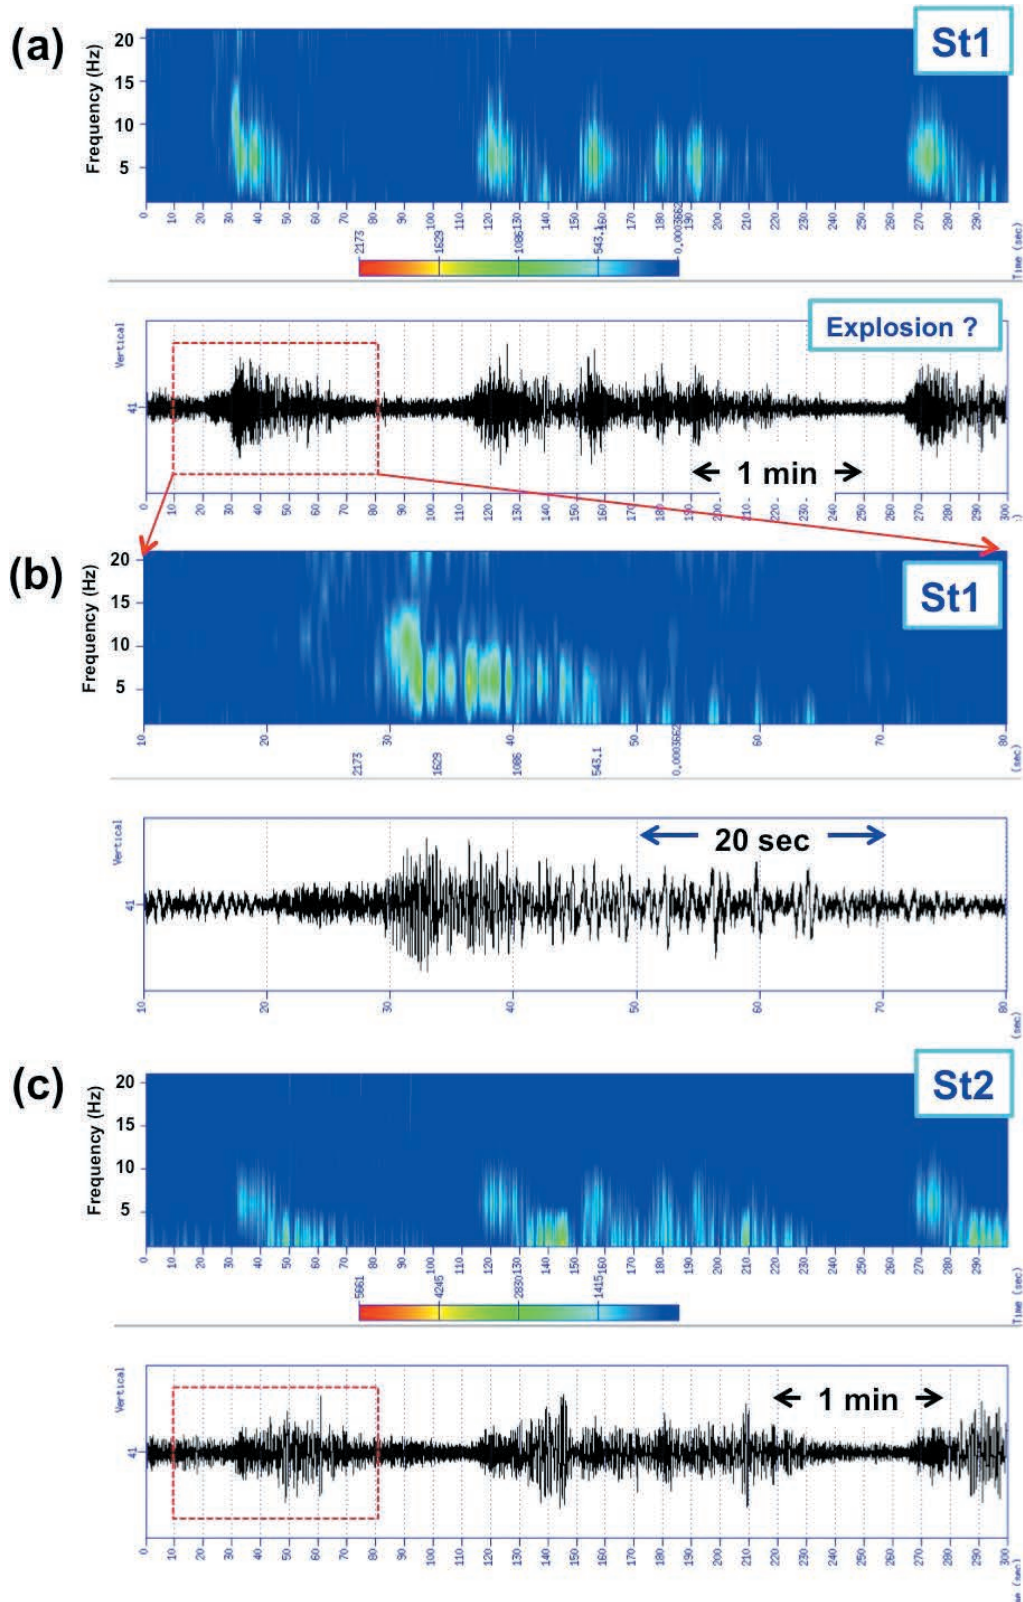 (a)
St1
Frequency (Hz)
20
15
10
5
0 10 20 30 40 50 60 70 80 90 100 110 120 130 140 150 160 170 180 190 200 210 220 230 240 250 260 270 280 290
Time (sec)
2173 1629 1086 543.1 0.0003662
Explosion ?
Vertical
41
1 min
0 10 20 30 40 50 60 70 80 90 100 110 120 130 140 150 160 170 180 190 200 210 220 230 240 250 260 270 280 290 300
(b)
St1
Frequency (Hz)
20
15
10
5
10 20 30 40 50 60 70 80
(sec)
2173 1629 1086 543.1 0.0003662
Vertical
41
20 sec
10 20 30 40 50 60 70 80
(sec)
(c)
St2
Frequency (Hz)
20
15
10
5
0 10 20 30 40 50 60 70 80 90 100 110 120 130 140 150 160 170 180 190 200 210 220 230 240 250 260 270 280 290
Time (sec)
5661 4245 2830 1415
Vertical
41
1 min
0 10 20 30 40 50 60 70 80 90 100 110 120 130 140 150 160 170 180 190 200 210 220 230 240 250 260 270 280 290 300